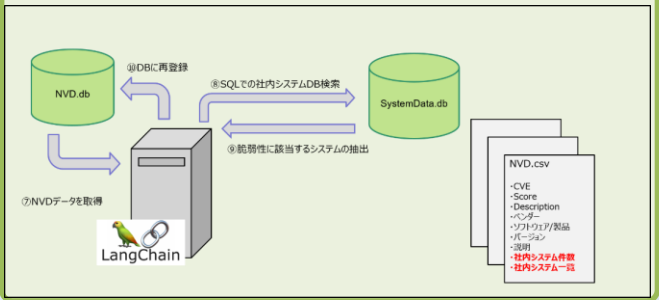 ⑩DBに再登録
NVD.db
⑧SQLでの社内システムDB検索
SystemData.db
⑨脆弱性に該当するシステムの抽出
⑦NVDデータを取得
LangChain
NVD.csv
・CVE
・Score
・Description
・ベンダー
・ソフトウェア/製品
・バージョン
・説明
・社内システム件数
・社内システム一覧